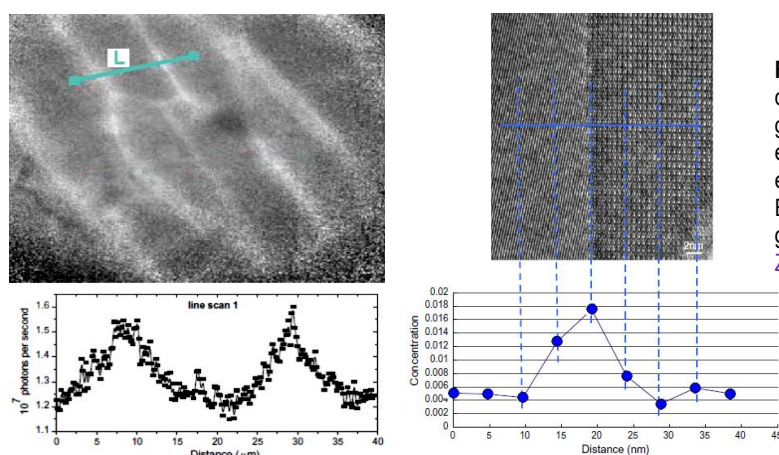 L
1.6
1.5
1.4
1.3
1.2
1.1
10⁷ photons per second
line scan 1
0 5 10 15 20 25 30 35 40
2nm
0.02
0.018
0.016
0.014
0.012
0.01
0.008
0.006
0.004
0.002
0
Concentration
0 5 10 15 20 25 30 35 40 45
Distance (nm)